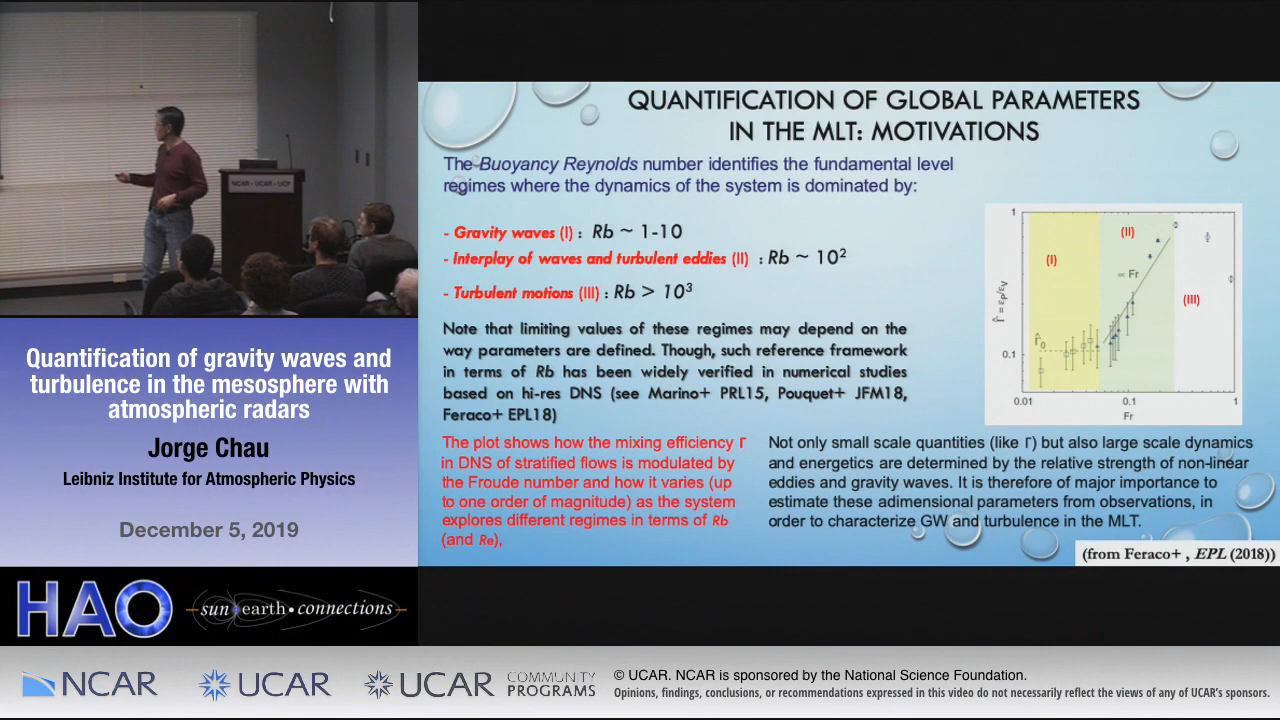 NCAR - UCAR - UCP
Quantification of gravity waves and
turbulence in the mesosphere with
atmospheric radars
Jorge Chau
Leibniz Institute for Atmospheric Physics
December 5, 2019
HAO
sun earth • connections
QUANTIFICATION OF GLOBAL PARAMETERS
IN THE MLT: MOTIVATIONS
The Buoyancy Reynolds number identifies the fundamental level
regimes where the dynamics of the system is dominated by:
- Gravity waves (I) : Rb ~ 1-10
- Interplay of waves and turbulent eddies (II) : Rb ~ 10²
- Turbulent motions (III) : Rb > 10³
Note that limiting values of these regimes may depend on the
way parameters are defined. Though, such reference framework
in terms of Rb has been widely verified in numerical studies
based on hi-res DNS (see Marino+ PRL15, Pouquet+ JFM18,
Feraco+ EPL18)
1
(II)
(I)
∝ Fr
(III)
Γ̂ = εP/εV
Γ̂0
0.1
0.01 0.1 1
Fr
The plot shows how the mixing efficiency Γ
in DNS of stratified flows is modulated by
the Froude number and how it varies (up
to one order of magnitude) as the system
explores different regimes in terms of Rb
(and Re),
Not only small scale quantities (like Γ) but also large scale dynamics
and energetics are determined by the relative strength of non-linear
eddies and gravity waves. It is therefore of major importance to
estimate these adimensional parameters from observations, in
order to characterize GW and turbulence in the MLT.
(from Feraco+ , EPL (2018))
NCAR
UCAR
UCAR
COMMUNITY
PROGRAMS
© UCAR. NCAR is sponsored by the National Science Foundation.
Opinions, findings, conclusions, or recommendations expressed in this video do not necessarily reflect the views of any of UCAR's sponsors.